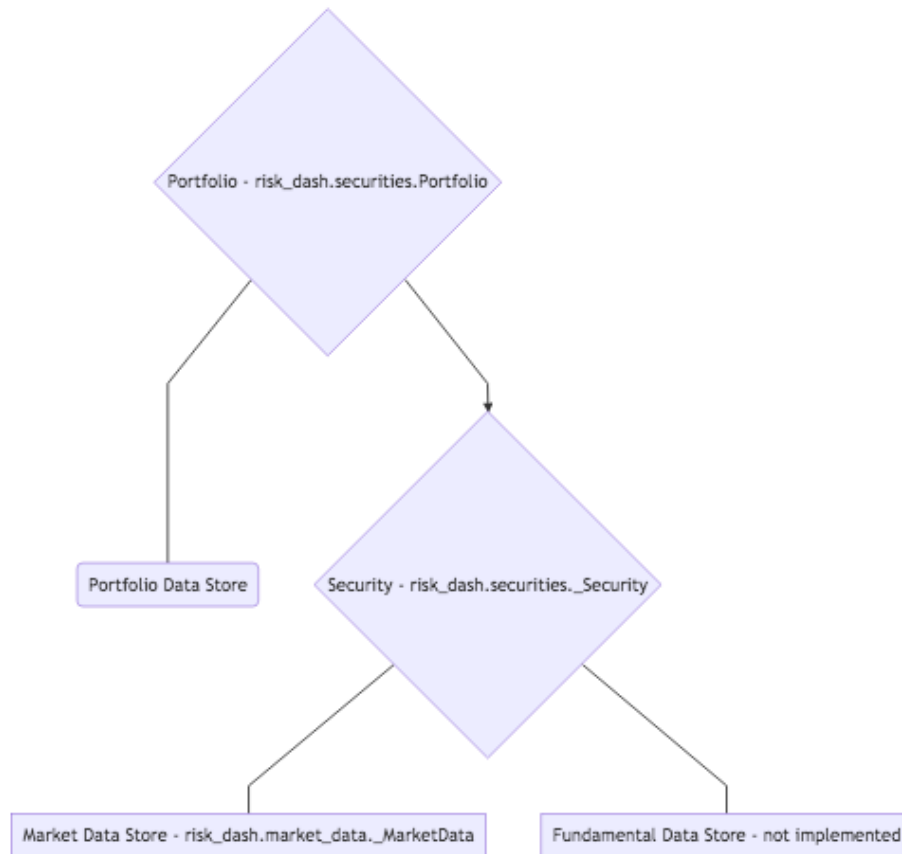 Portfolio - risk_dash.securities.Portfolio
Portfolio Data Store
Security - risk_dash.securities._Security
Market Data Store - risk_dash.market_data._MarketData
Fundamental Data Store - not implemented